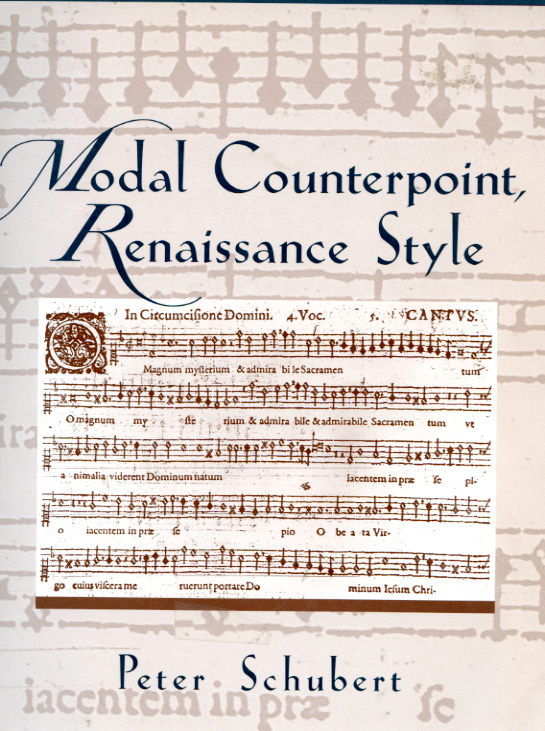 Modal Counterpoint,
Renaissance Style
In Circumcisione Domini. 4. Voc. 5. CANTVS.
O
Magnum mysterium & admira bi le Sacramen tum
O magnum my ste rium & admira bile & admirabile Sacramen tum vt
a nimalia viderent Dominum natum iacentem in præ se pi-
o iacentem in præ se pio O be a ta Vir-
go cuius viscera me ruerunt portare Do minum Iesum Chri-
Peter Schubert
iacentem in præ se